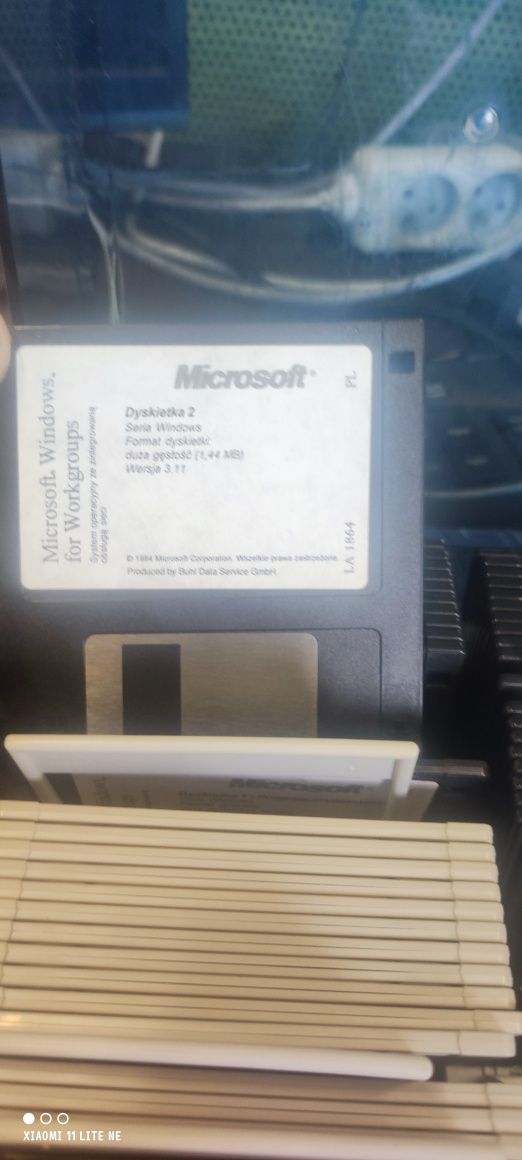 Microsoft®
PL
Dyskietka 2
Seria Windows
Format dyskietki:
duża gęstość (1,44 MB)
Wersja 3.11
Microsoft® Windows™
for Workgroups
System operacyjny ze zintegrowaną
obsługą sieci
© 1994 Microsoft Corporation. Wszelkie prawa zastrzeżone.
Produced by Buhl Data Service GmbH
LA 1864
Microsoft
Dyskietka
XIAOMI 11 LITE NE